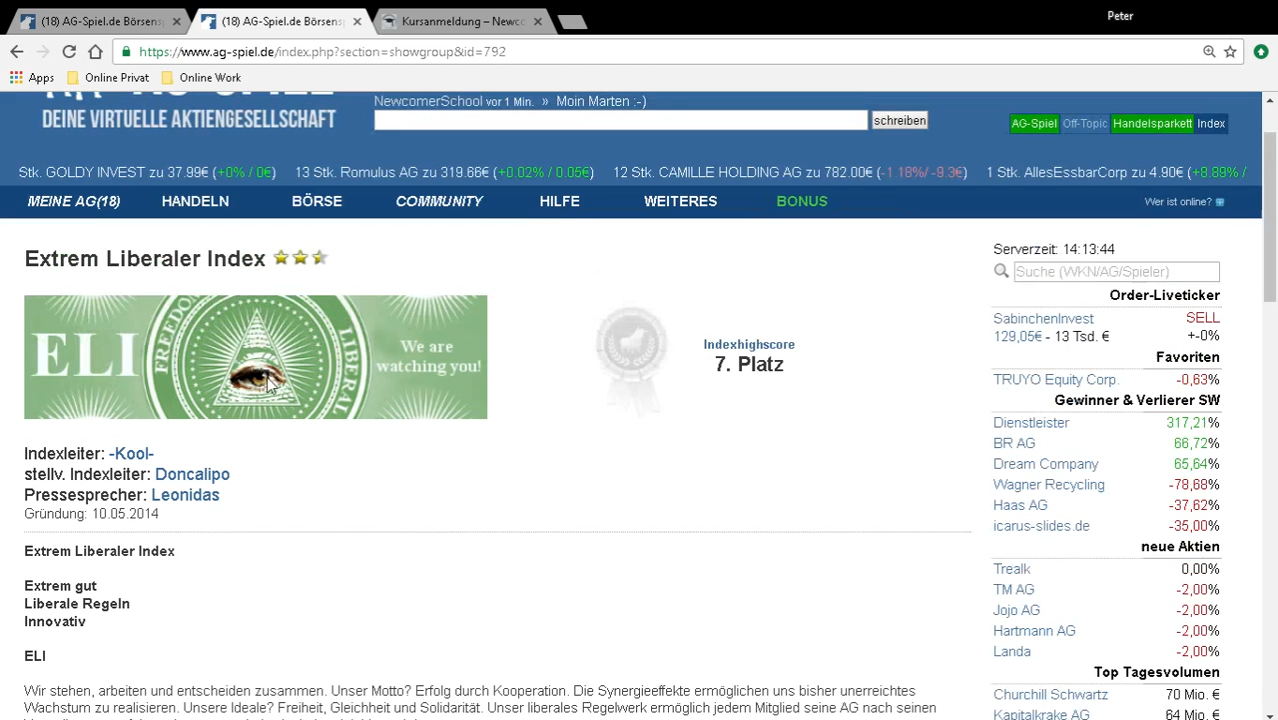 Peter
(18) AG-Spiel.de Börsens
(18) AG-Spiel.de Börsensp
Kursanmeldung – Newco
https://www.ag-spiel.de/index.php?section=showgroup&id=792
Apps Online Privat Online Work
DEINE VIRTUELLE AKTIENGESELLSCHAFT
NewcomerSchool vor 1 Min. » Moin Marten :-)
schreiben
AG-Spiel Off-Topic Handelsparkett Index
Stk. GOLDY INVEST zu 37.99€ (+0% / 0€) 13 Stk. Romulus AG zu 319.66€ (+0.02% / 0.05€) 12 Stk. CAMILLE HOLDING AG zu 782.00€ (-1.18%/ -9.3€) 1 Stk. AllesEssbarCorp zu 4.90€ (+8.89% /
MEINE AG(18) HANDELN BÖRSE COMMUNITY HILFE WEITERES BONUS Wer ist online?
Extrem Liberaler Index
ELI
FREEDOM
LIBERAL
We are
watching you!
Indexhighscore
7. Platz
Indexleiter: -Kool-
stellv. Indexleiter: Doncalipo
Pressesprecher: Leonidas
Gründung: 10.05.2014
Extrem Liberaler Index
Extrem gut
Liberale Regeln
Innovativ
ELI
Wir stehen, arbeiten und entscheiden zusammen. Unser Motto? Erfolg durch Kooperation. Die Synergieeffekte ermöglichen uns bisher unerreichtes
Wachstum zu realisieren. Unsere Ideale? Freiheit, Gleichheit und Solidarität. Unser liberales Regelwerk ermöglich jedem Mitglied seine AG nach seinen
Serverzeit: 14:13:44
Suche (WKN/AG/Spieler)
Order-Liveticker
SabinchenInvest SELL
129,05€ - 13 Tsd. € +-0%
Favoriten
TRUYO Equity Corp. -0,63%
Gewinner & Verlierer SW
Dienstleister 317,21%
BR AG 66,72%
Dream Company 65,64%
Wagner Recycling -78,68%
Haas AG -37,62%
icarus-slides.de -35,00%
neue Aktien
Trealk 0,00%
TM AG -2,00%
Jojo AG -2,00%
Hartmann AG -2,00%
Landa -2,00%
Top Tagesvolumen
Churchill Schwartz 70 Mio. €
Kapitalkrake AG 64 Mio. €